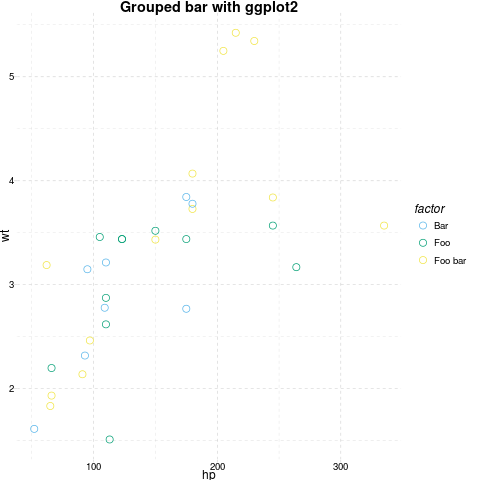 Grouped bar with ggplot2
5
4
3
2
wt
100
200
300
hp
factor
Bar
Foo
Foo bar